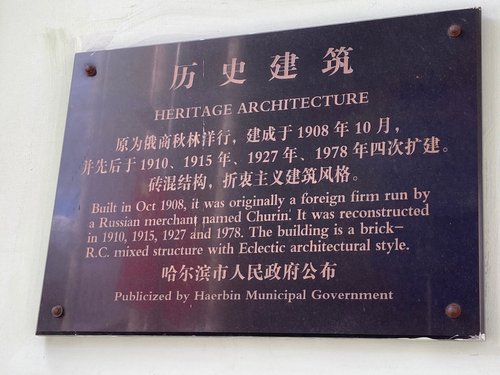 历史建筑
HERITAGE ARCHITECTURE
原为俄商秋林洋行，建成于1908年10月，
并先后于1910、1915年、1927年、1978年四次扩建。
砖混结构，折衷主义建筑风格。
Built in Oct 1908, it was originally a foreign firm run by
a Russian merchant named Churin. It was reconstructed
in 1910, 1915, 1927 and 1978. The building is a brick-
R.C. mixed structure with Eclectic architectural style.
哈尔滨市人民政府公布
Publicized by Haerbin Municipal Government